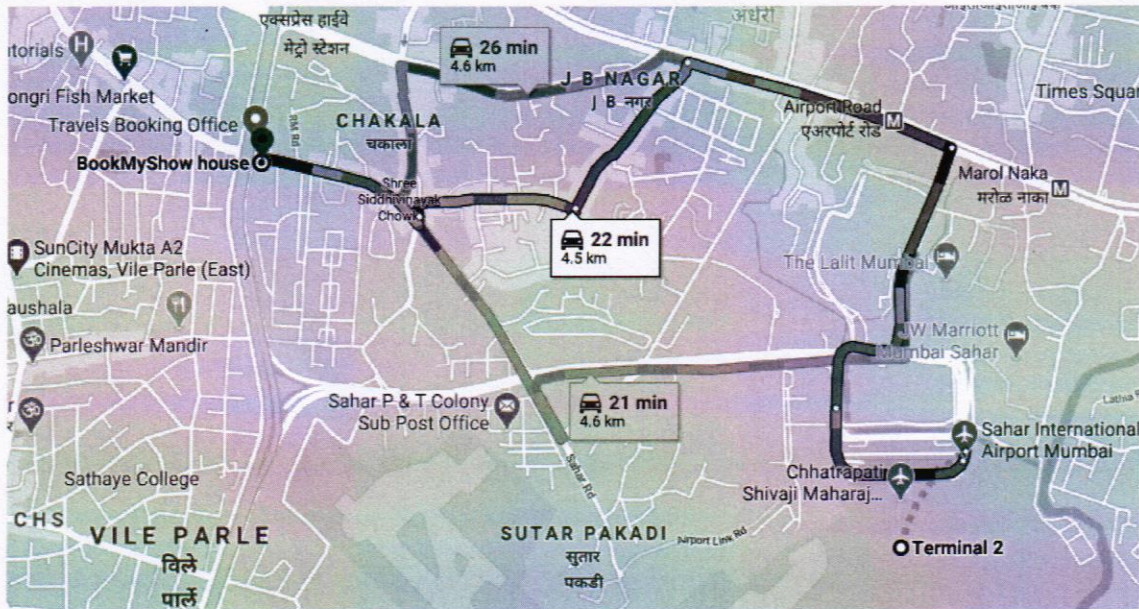 एक्सप्रेस हाईवे
मेट्रो स्टेशन
अंधेरी
utorials
H
26 min
4.6 km
J B NAGAR
J B नगर
ongri Fish Market
Times Squar
Travels Booking Office
RM Rd
CHAKALA
चकाला
Airport Road
एअरपोर्ट रोड
M
BookMyShow house
Marol Naka
मरोळ नाका
M
Shree
Siddhivinayak
Chowk
22 min
4.5 km
SunCity Mukta A2
Cinemas, Vile Parle (East)
The Lalit Mumbai
aushala
Parleshwar Mandir
JW Marriott
Mumbai Sahar
21 min
4.6 km
Sahar P & T Colony
Sub Post Office
Lathia R
Sahar International
Airport Mumbai
Sathaye College
Sahar Rd
Chhatrapati
Shivaji Maharaj...
CHS
VILE PARLE
विले
पार्ले
SUTAR PAKADI
सुतार
पकडी
Airport Link Rd
Terminal 2